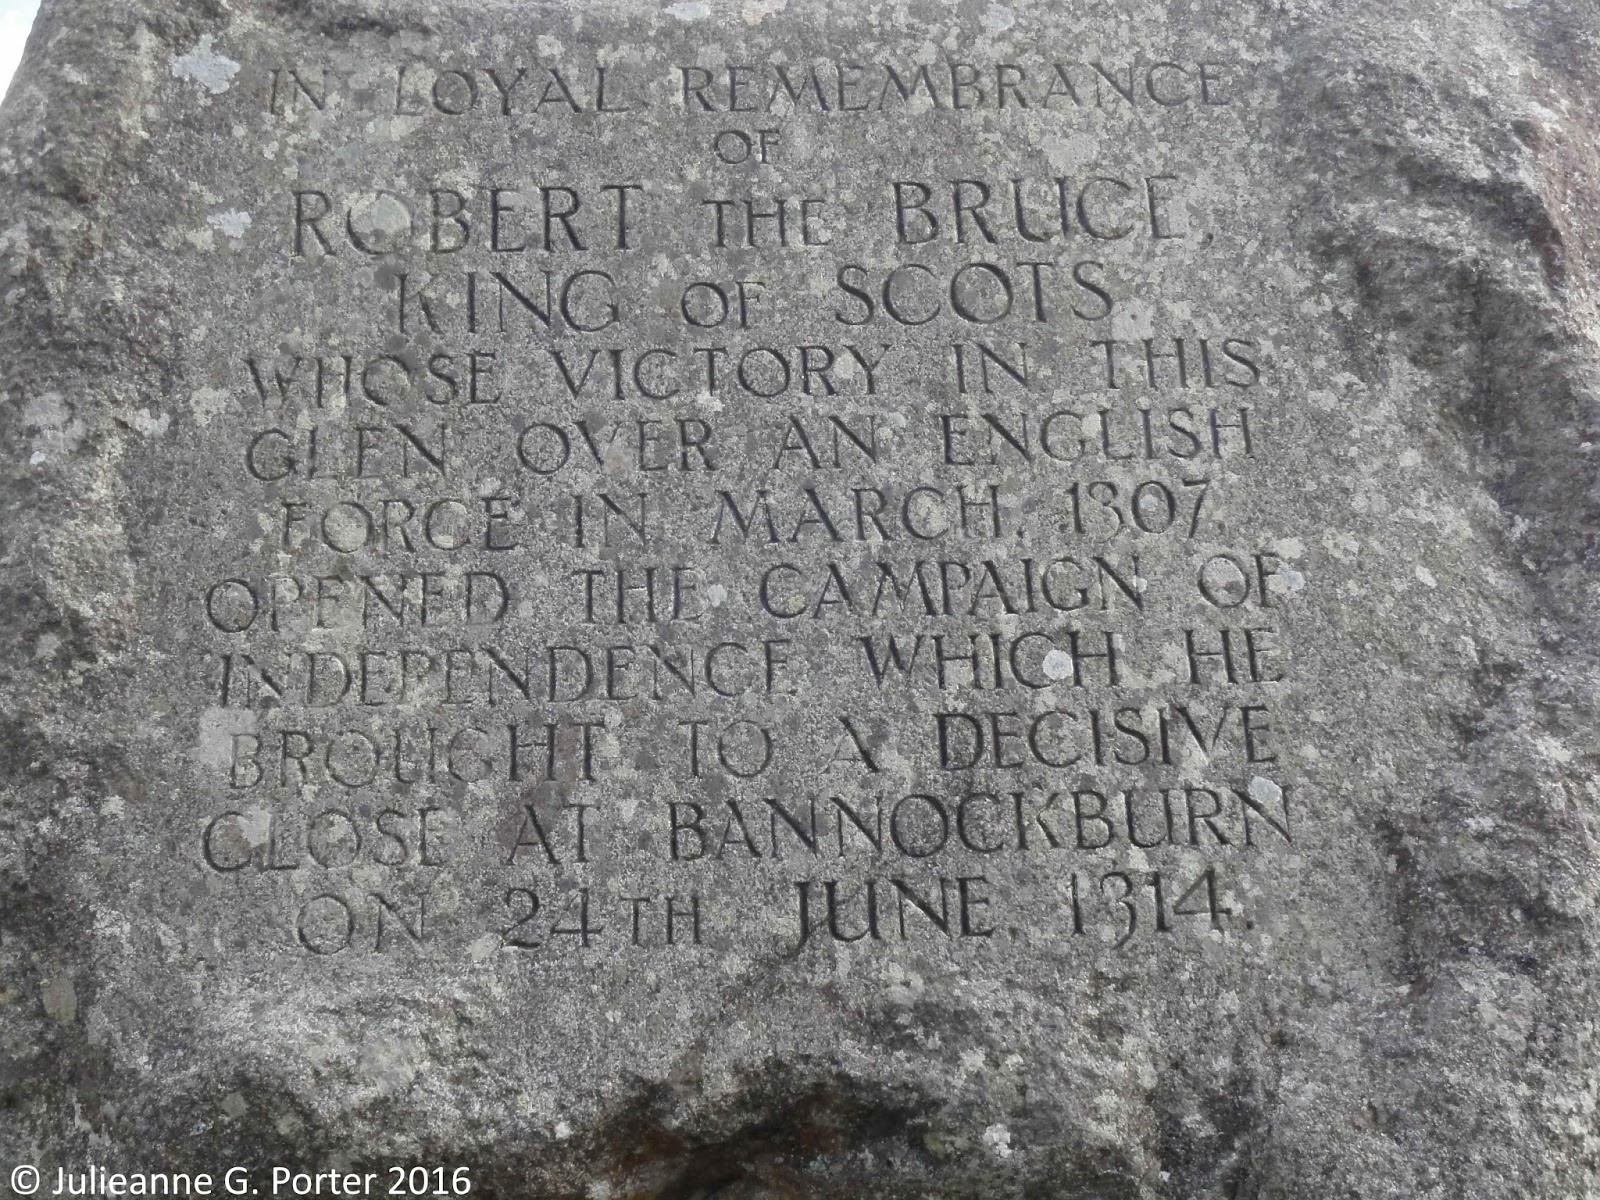 IN LOYAL REMEMBRANCE
OF
ROBERT THE BRUCE,
KING OF SCOTS
WHOSE VICTORY IN THIS
GLEN OVER AN ENGLISH
FORCE IN MARCH, 1307,
OPENED THE CAMPAIGN OF
INDEPENDENCE WHICH HE
BROUGHT TO A DECISIVE
CLOSE AT BANNOCKBURN
ON 24TH JUNE, 1314.
© Julieanne G. Porter 2016